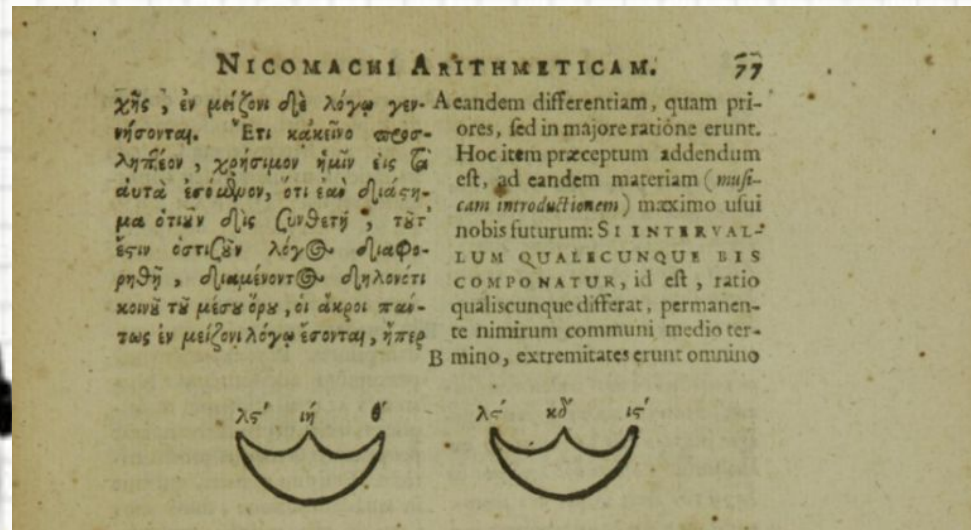 NICOMACHI ARITHMETICAM. 77
χῆς, ἐν μείζονι δὲ λόγῳ γεν-
νήσονται. Ἔτι κἀκεῖνο προσ-
ληπτέον, χρήσιμον ἡμῖν εἰς τὰ
αὐτὰ ἐσόμενον, ὅτι ἐὰν διάστη-
μα ὁτιοῦν δὶς συνθετῇ, τοῦτ'
ἔστιν ὁστισοῦν λόγος διαφο-
ρηθῇ, διαμένοντος δηλονότι
κοινοῦ τοῦ μέσου ὅρου, οἱ ἄκροι πάν-
τως ἐν μείζονι λόγῳ ἔσονται, ἤπερ
A eandem differentiam, quam pri-
ores, sed in majore ratióne erunt.
Hoc item præceptum addendum
est, ad eandem materiam (musi-
cam introductionem) maximo usui
nobis futurum: SI INTERVAL-
LUM QUALECUNQUE BIS
COMPONATUR, id est, ratio
qualiscunque differat, permanen-
te nimirum communi medio ter-
B mino, extremitates erunt omnino
λϛ' ιή θ' λϛ' κδ' ιϛ'